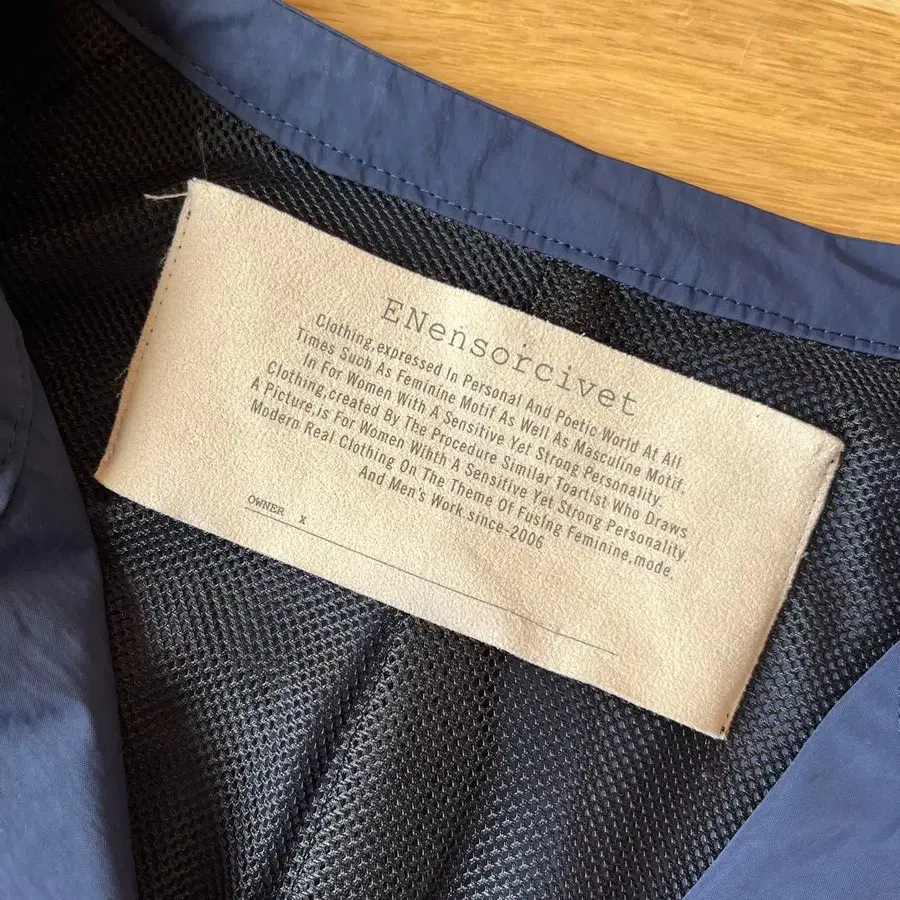 ENensorcivet
Clothing,expressed In Personal And Poetic World At All
Times Such As Feminine Motif As Well As Masculine Motif,
In For Women With A Sensitive Yet Strong Personality.
Clothing,created By The Procedure Similar Toartist Who Draws
A Picture,is For Women Wihth A Sensitive Yet Strong Personality
Modern Real Clothing On The Theme Of Fusing Feminine,mode.
And Men's Work.since-2006
OWNER X